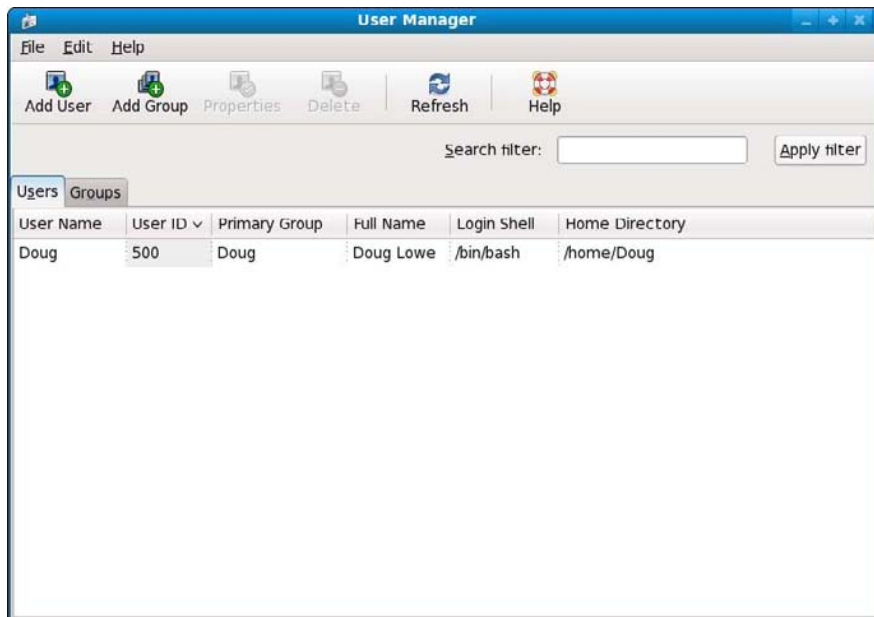 User Manager
File Edit Help
Add User Add Group Properties Delete Refresh Help
Search filter: Apply filter
Users Groups
User Name User ID Primary Group Full Name Login Shell Home Directory
Doug 500 Doug Doug Lowe /bin/bash /home/Doug